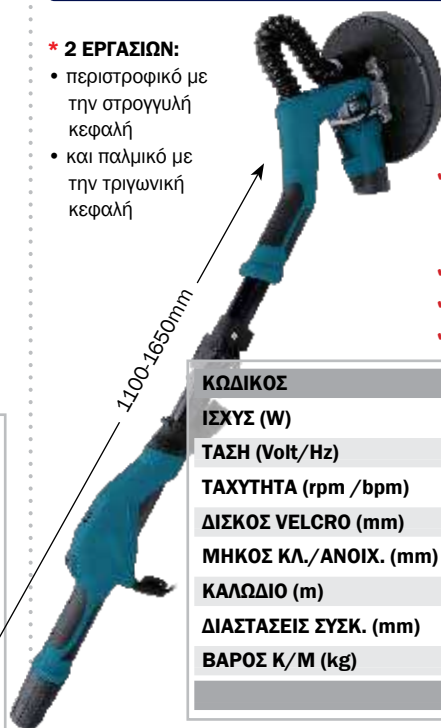 * 2 ΕΡΓΑΣΙΩΝ:
• περιστροφικό με
την στρογγυλή
κεφαλή
• και παλμικό με
την τριγωνική
κεφαλή
1100-1650mm
ΚΩΔΙΚΟΣ
ΙΣΧΥΣ (W)
ΤΑΣΗ (Volt/Hz)
ΤΑΧΥΤΗΤΑ (rpm /bpm)
ΔΙΣΚΟΣ VELCRO (mm)
ΜΗΚΟΣ ΚΛ./ΑΝΟΙΧ. (mm)
ΚΑΛΩΔΙΟ (m)
ΔΙΑΣΤΑΣΕΙΣ ΣΥΣΚ. (mm)
ΒΑΡΟΣ Κ/Μ (kg)